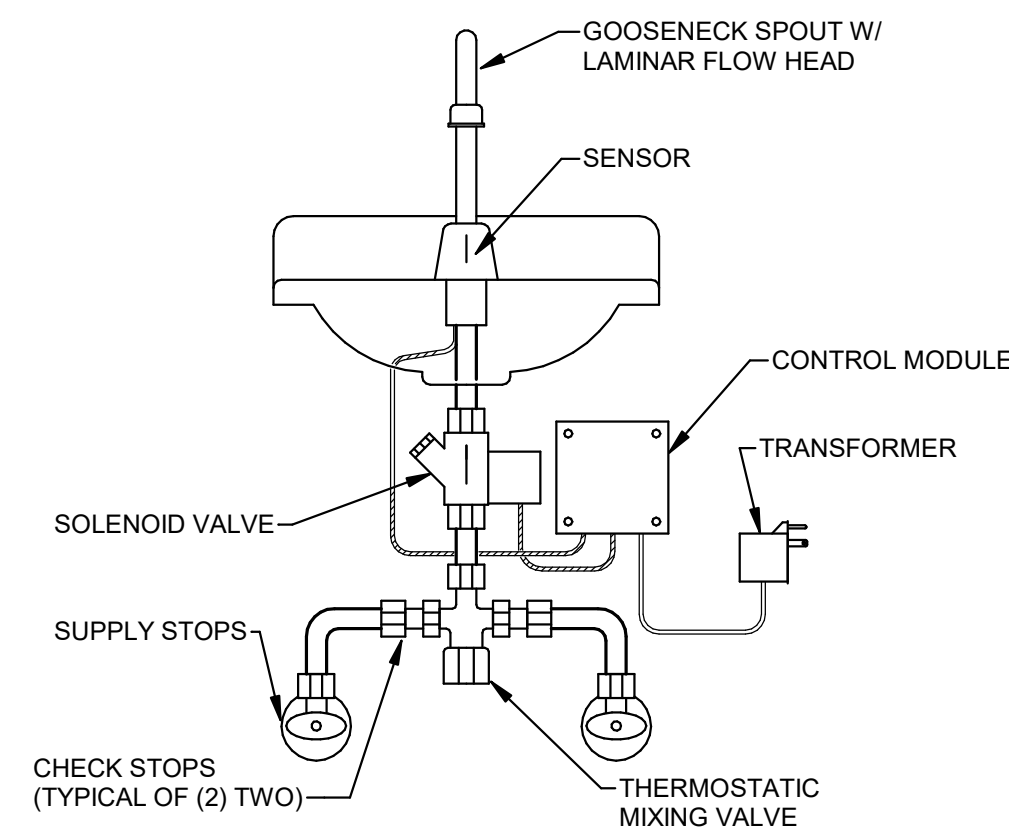 GOOSENECK SPOUT W/
LAMINAR FLOW HEAD
SENSOR
CONTROL MODULE
TRANSFORMER
SOLENOID VALVE
SUPPLY STOPS
CHECK STOPS
(TYPICAL OF (2) TWO)
THERMOSTATIC
MIXING VALVE